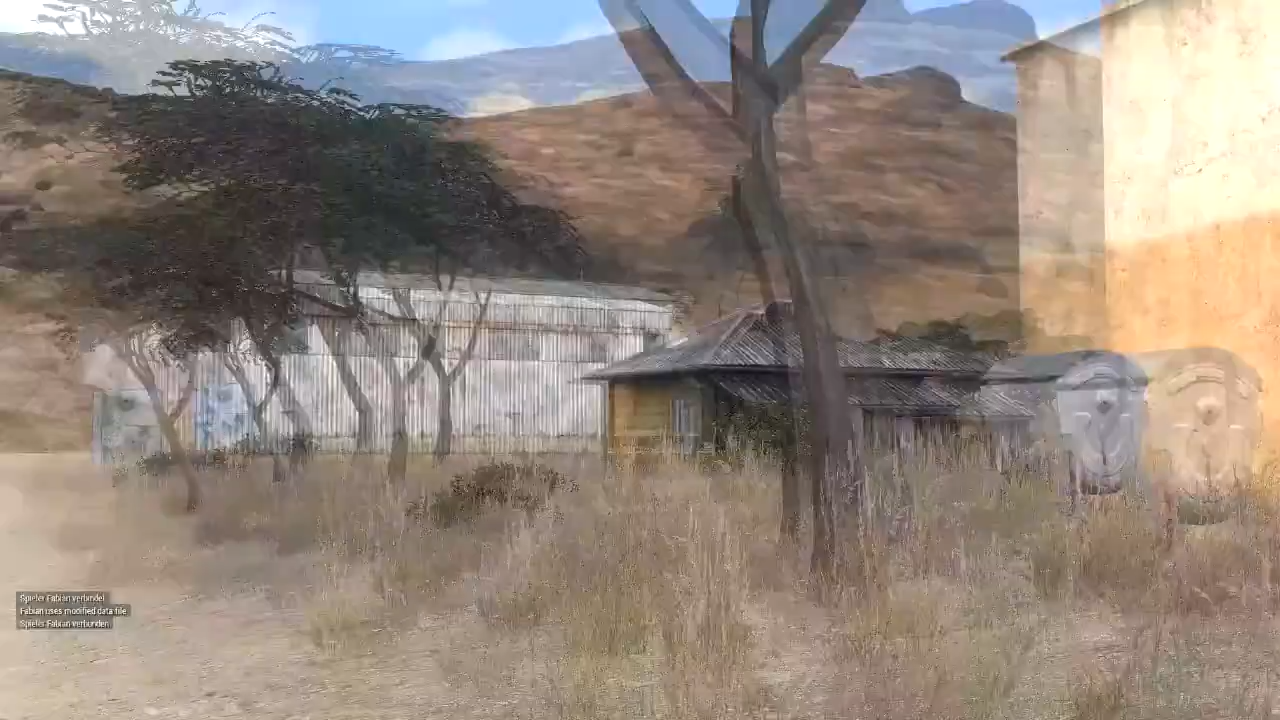 Spieler Fabian verbindet
Fabian uses modified data file
Spieler Fabian verbunden